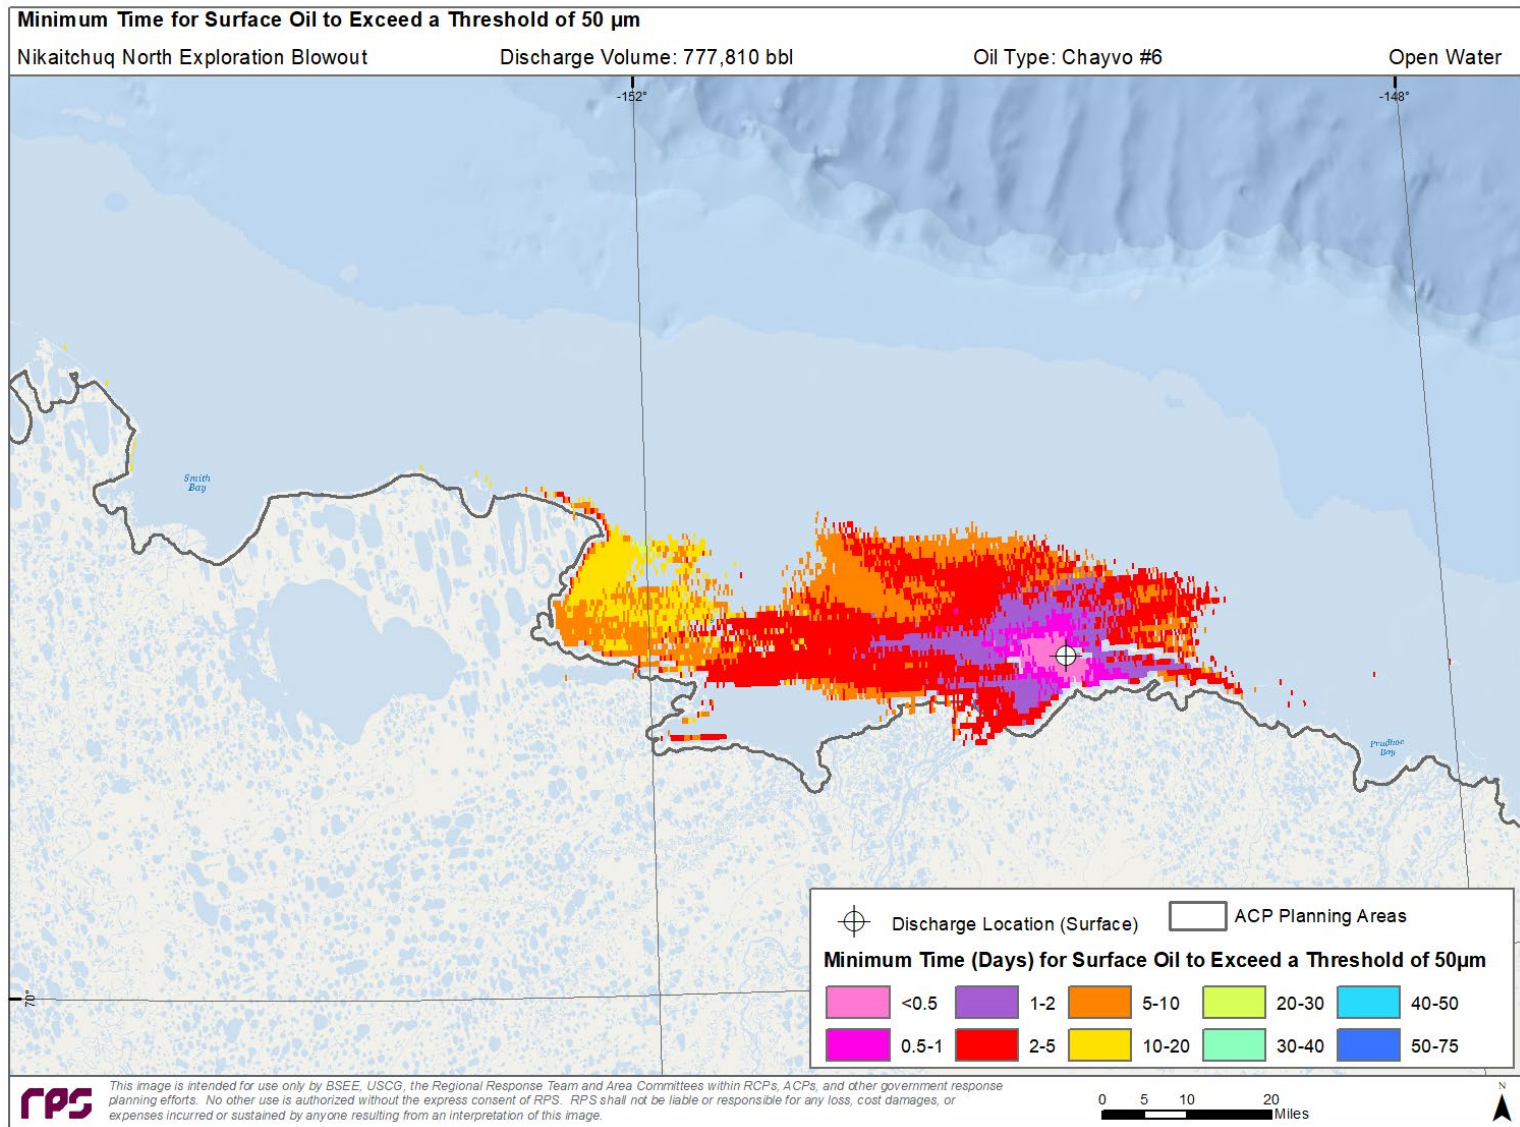 Minimum Time for Surface Oil to Exceed a Threshold of 50 µm
Nikaitchuq North Exploration Blowout Discharge Volume: 777,810 bbl Oil Type: Chayvo #6 Open Water
-152° -148°
Smith
Bay
Prudhoe
Bay
70°
Discharge Location (Surface) ACP Planning Areas
Minimum Time (Days) for Surface Oil to Exceed a Threshold of 50µm
<0.5 1-2 5-10 20-30 40-50
0.5-1 2-5 10-20 30-40 50-75
rps
This image is intended for use only by BSEE, USCG, the Regional Response Team and Area Committees within RCPs, ACPs, and other government response
planning efforts. No other use is authorized without the express consent of RPS. RPS shall not be liable or responsible for any loss, cost damages, or
expenses incurred or sustained by anyone resulting from an interpretation of this image.
0 5 10 20
Miles
N